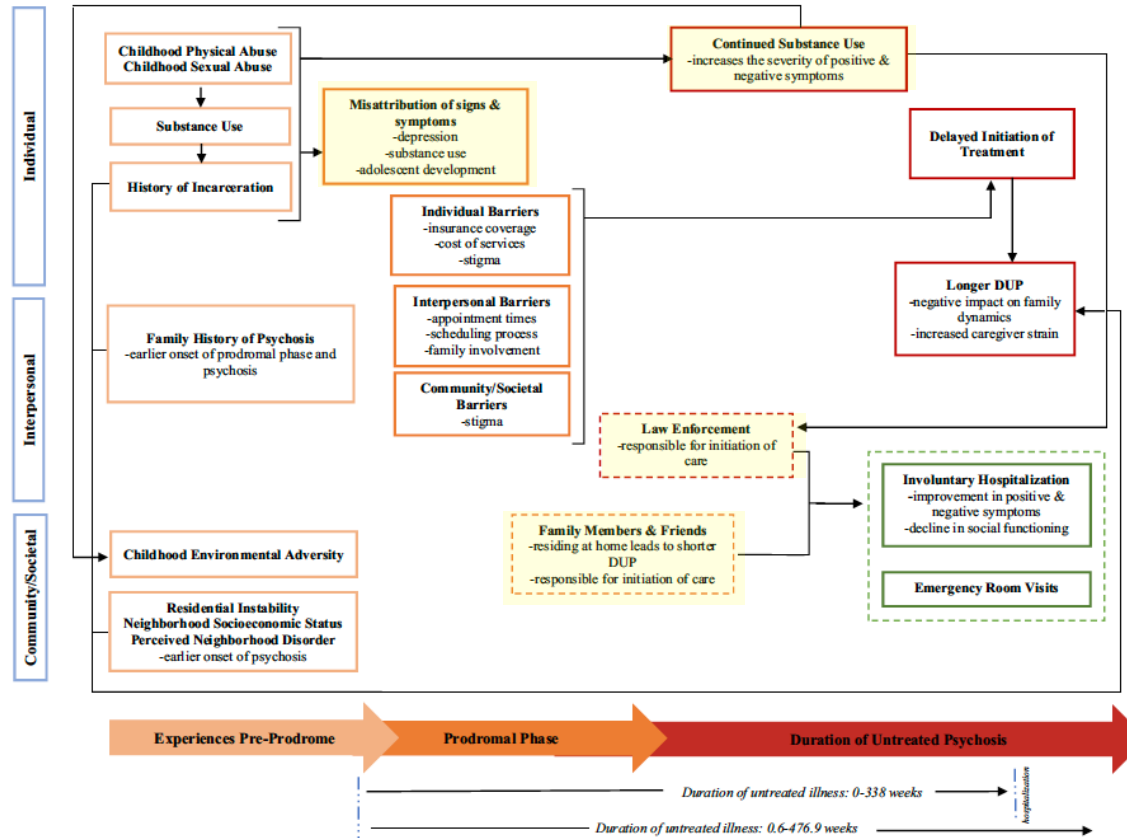 Individual
Childhood Physical Abuse
Childhood Sexual Abuse
Substance Use
History of Incarceration
Misattribution of signs &
symptoms
-depression
-substance use
-adolescent development
Continued Substance Use
-increases the severity of positive &
negative symptoms
Delayed Initiation of
Treatment
Individual Barriers
-insurance coverage
-cost of services
-stigma
Longer DUP
-negative impact on family
dynamics
-increased caregiver strain
Interpersonal
Family History of Psychosis
-earlier onset of prodromal phase and
psychosis
Interpersonal Barriers
-appointment times
-scheduling process
-family involvement
Community/Societal
Barriers
-stigma
Law Enforcement
-responsible for initiation of
care
Involuntary Hospitalization
-improvement in positive &
negative symptoms
-decline in social functioning
Family Members & Friends
-residing at home leads to shorter
DUP
-responsible for initiation of care
Emergency Room Visits
Community/Societal
Childhood Environmental Adversity
Residential Instability
Neighborhood Socioeconomic Status
Perceived Neighborhood Disorder
-earlier onset of psychosis
Experiences Pre-Prodrome
Prodromal Phase
Duration of Untreated Psychosis
Duration of untreated illness: 0-338 weeks
hospitalization
Duration of untreated illness: 0.6-476.9 weeks